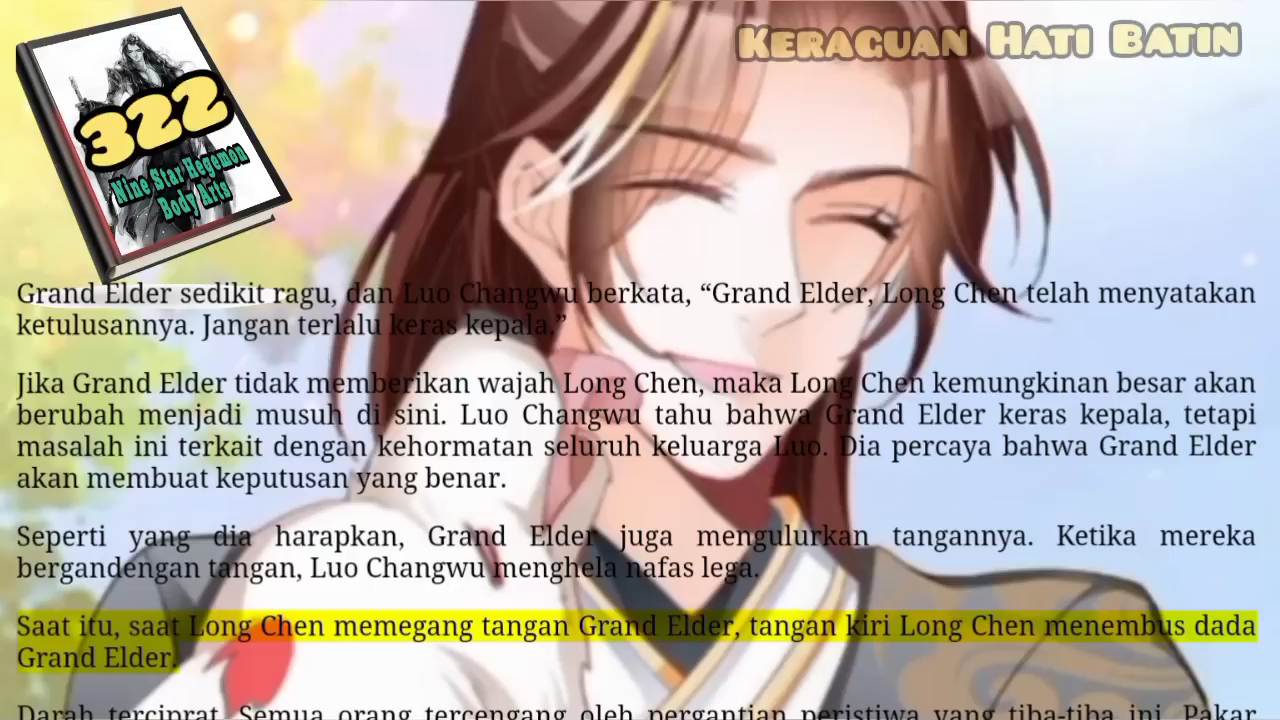 Keraguan Hati Batin
322
Nine Star Hegemon
Body Arts
Grand Elder sedikit ragu, dan Luo Changwu berkata, “Grand Elder, Long Chen telah menyatakan
ketulusannya. Jangan terlalu keras kepala.”
Jika Grand Elder tidak memberikan wajah Long Chen, maka Long Chen kemungkinan besar akan
berubah menjadi musuh di sini. Luo Changwu tahu bahwa Grand Elder keras kepala, tetapi
masalah ini terkait dengan kehormatan seluruh keluarga Luo. Dia percaya bahwa Grand Elder
akan membuat keputusan yang benar.
Seperti yang dia harapkan, Grand Elder juga mengulurkan tangannya. Ketika mereka
bergandengan tangan, Luo Changwu menghela nafas lega.
Saat itu, saat Long Chen memegang tangan Grand Elder, tangan kiri Long Chen menembus dada
Grand Elder.
Darah terciprat. Semua orang tercengang oleh pergantian peristiwa yang tiba-tiba ini. Pakar